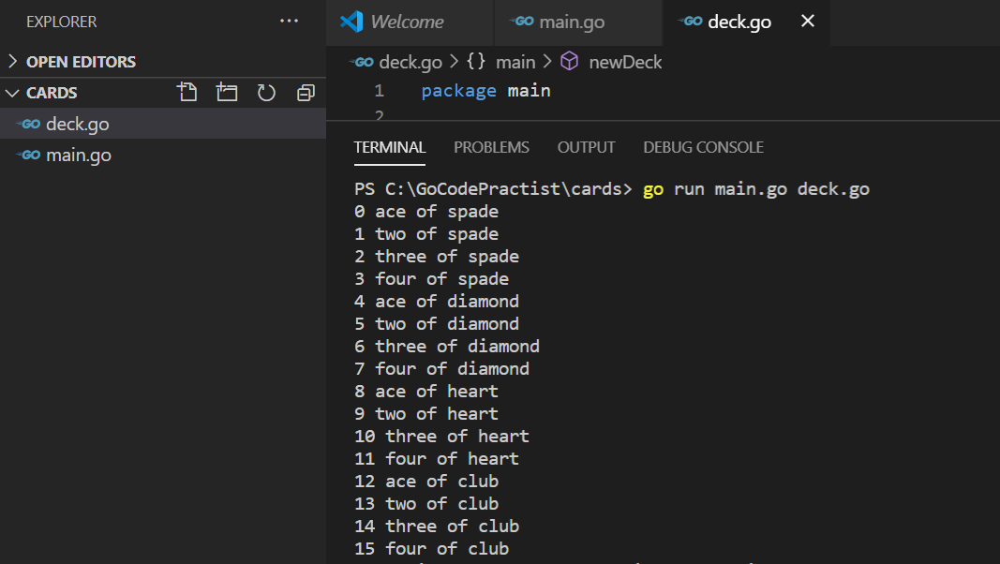 EXPLORER
OPEN EDITORS
CARDS
GO deck.go
GO main.go
Welcome
GO main.go
GO deck.go
GO deck.go > {} main > newDeck
1 package main
2
TERMINAL PROBLEMS OUTPUT DEBUG CONSOLE
PS C:\GoCodePractist\cards> go run main.go deck.go
0 ace of spade
1 two of spade
2 three of spade
3 four of spade
4 ace of diamond
5 two of diamond
6 three of diamond
7 four of diamond
8 ace of heart
9 two of heart
10 three of heart
11 four of heart
12 ace of club
13 two of club
14 three of club
15 four of club